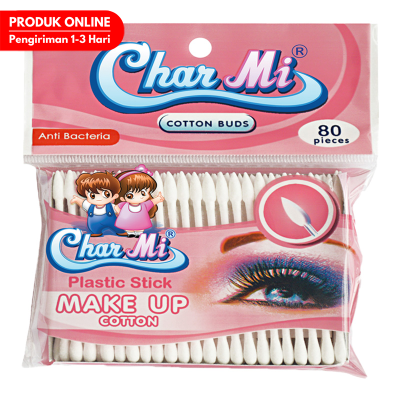 PRODUK ONLINE
Pengiriman 1-3 Hari
Char Mi ®
COTTON BUDS
Anti Bacteria
80
pieces
Char Mi ®
Plastic Stick
MAKE UP
COTTON